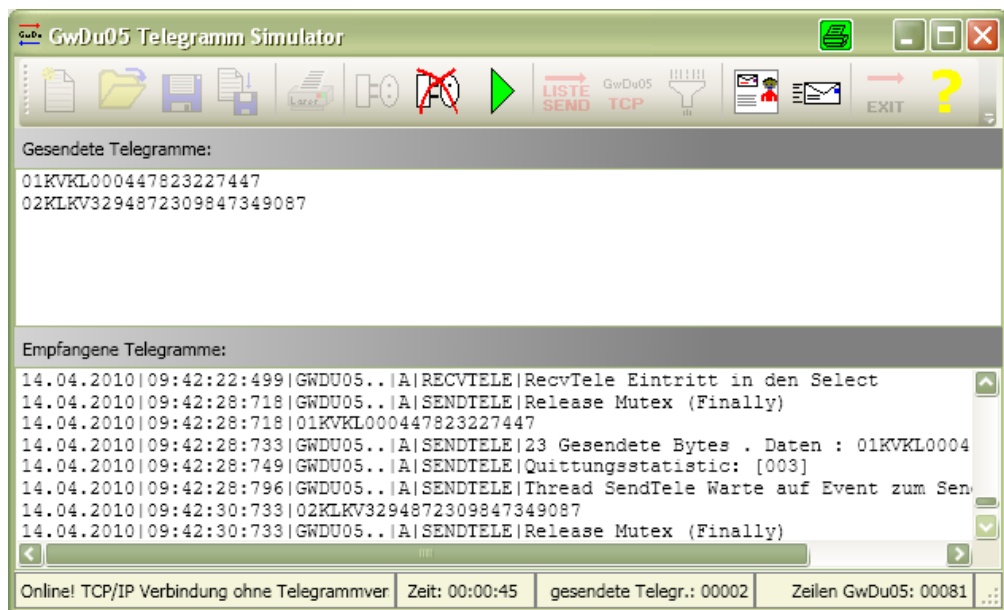 GwDu05 Telegramm Simulator
LISTE SEND
GwDu05 TCP
EXIT
Gesendete Telegramme:
01KVKL000447823227447
02KLKV3294872309847349087
Empfangene Telegramme:
14.04.2010|09:42:22:499|GWDU05..|A|RECVTELE|RecvTele Eintritt in den Select
14.04.2010|09:42:28:718|GWDU05..|A|SENDTELE|Release Mutex (Finally)
14.04.2010|09:42:28:718|01KVKL000447823227447
14.04.2010|09:42:28:733|GWDU05..|A|SENDTELE|23 Gesendete Bytes . Daten : 01KVKL0004
14.04.2010|09:42:28:749|GWDU05..|A|SENDTELE|Quittungsstatistic: [003]
14.04.2010|09:42:28:796|GWDU05..|A|SENDTELE|Thread SendTele Warte auf Event zum Sen
14.04.2010|09:42:30:733|02KLKV3294872309847349087
14.04.2010|09:42:30:733|GWDU05..|A|SENDTELE|Release Mutex (Finally)
Online! TCP/IP Verbindung ohne Telegrammver
Zeit: 00:00:45
gesendete Telegr.: 00002
Zeilen GwDu05: 00081